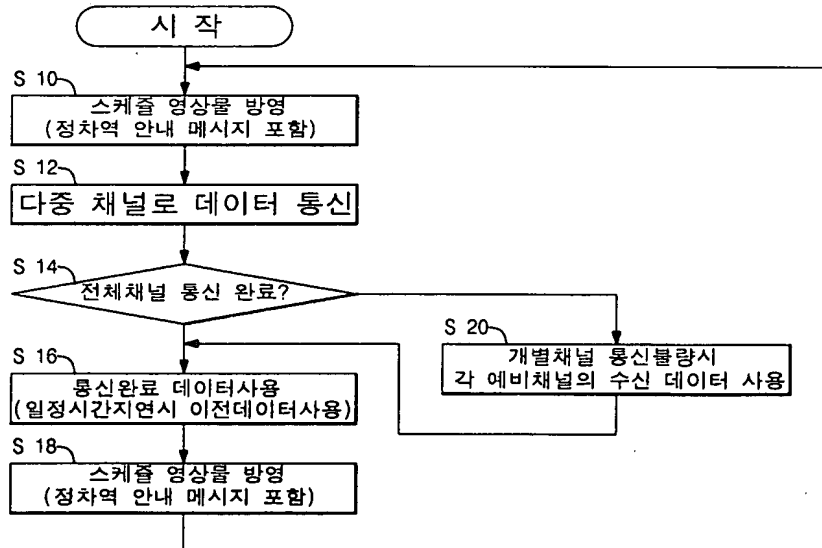 시 작
S 10
스케쥴 영상물 방영
(정차역 안내 메시지 포함)
S 12
다중 채널로 데이터 통신
S 14
전체채널 통신 완료?
S 20
개별채널 통신불량시
각 예비채널의 수신 데이터 사용
S 16
통신완료 데이터사용
(일정시간지연시 이전데이터사용)
S 18
스케쥴 영상물 방영
(정차역 안내 메시지 포함)